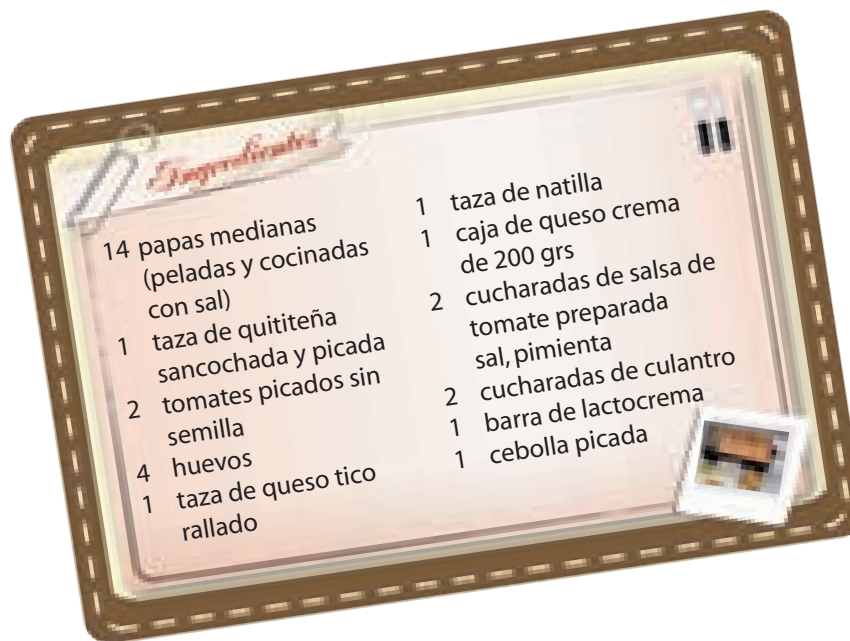 Ingredientes
14 papas medianas
(peladas y cocinadas
con sal)
1 taza de quititeña
sancochada y picada
2 tomates picados sin
semilla
4 huevos
1 taza de queso tico
rallado
1 taza de natilla
1 caja de queso crema
de 200 grs
2 cucharadas de salsa de
tomate preparada
sal, pimienta
2 cucharadas de culantro
1 barra de lactocrema
1 cebolla picada